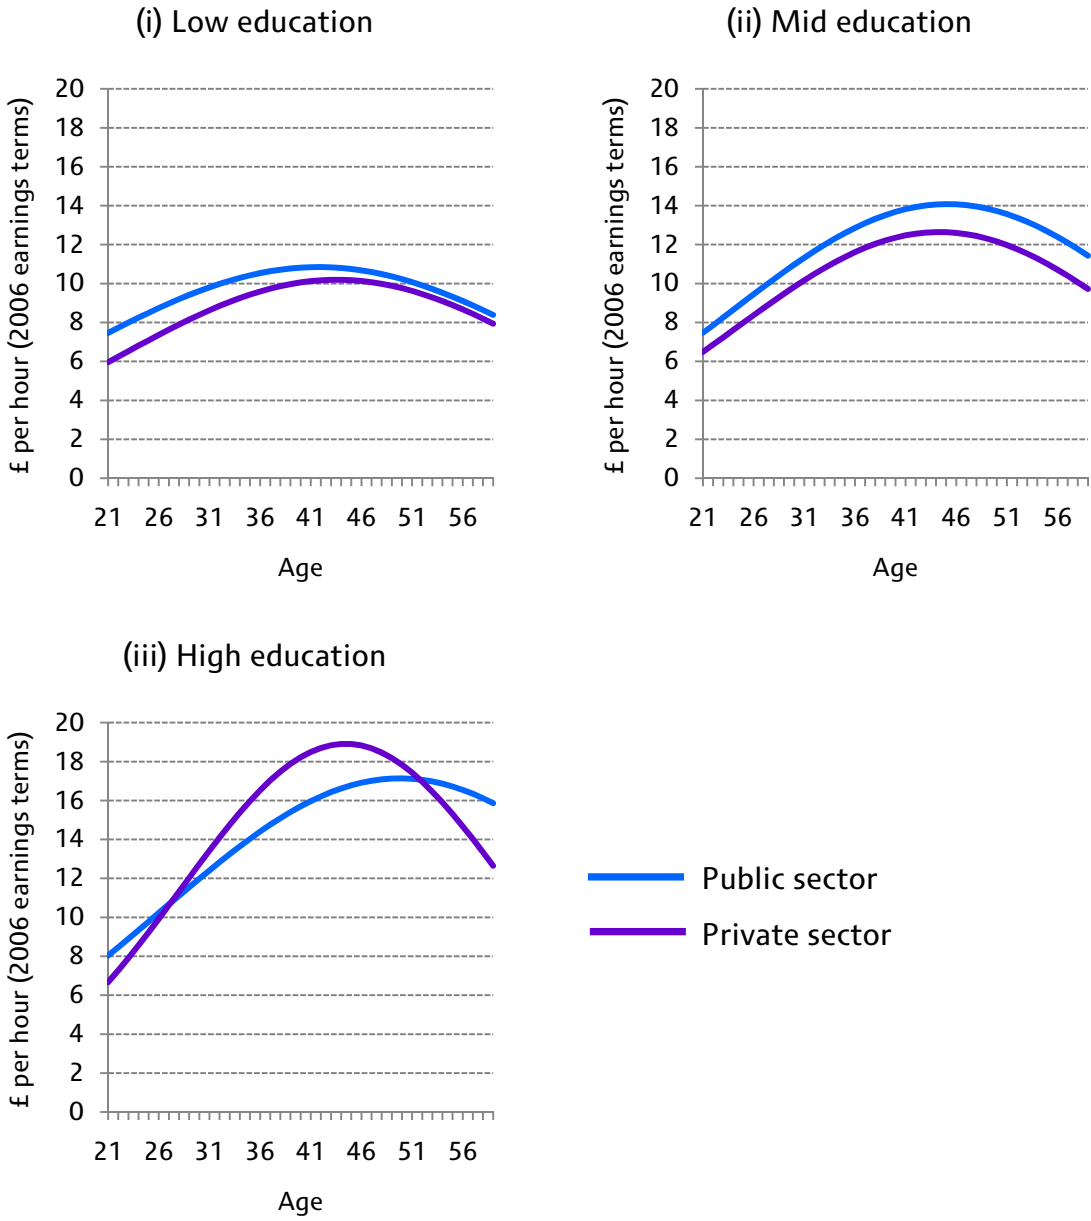 (i) Low education
£ per hour (2006 earnings terms)
20
18
16
14
12
10
8
6
4
2
0
21 26 31 36 41 46 51 56
Age
(ii) Mid education
£ per hour (2006 earnings terms)
20
18
16
14
12
10
8
6
4
2
0
21 26 31 36 41 46 51 56
Age
(iii) High education
£ per hour (2006 earnings terms)
20
18
16
14
12
10
8
6
4
2
0
21 26 31 36 41 46 51 56
Age
Public sector
Private sector